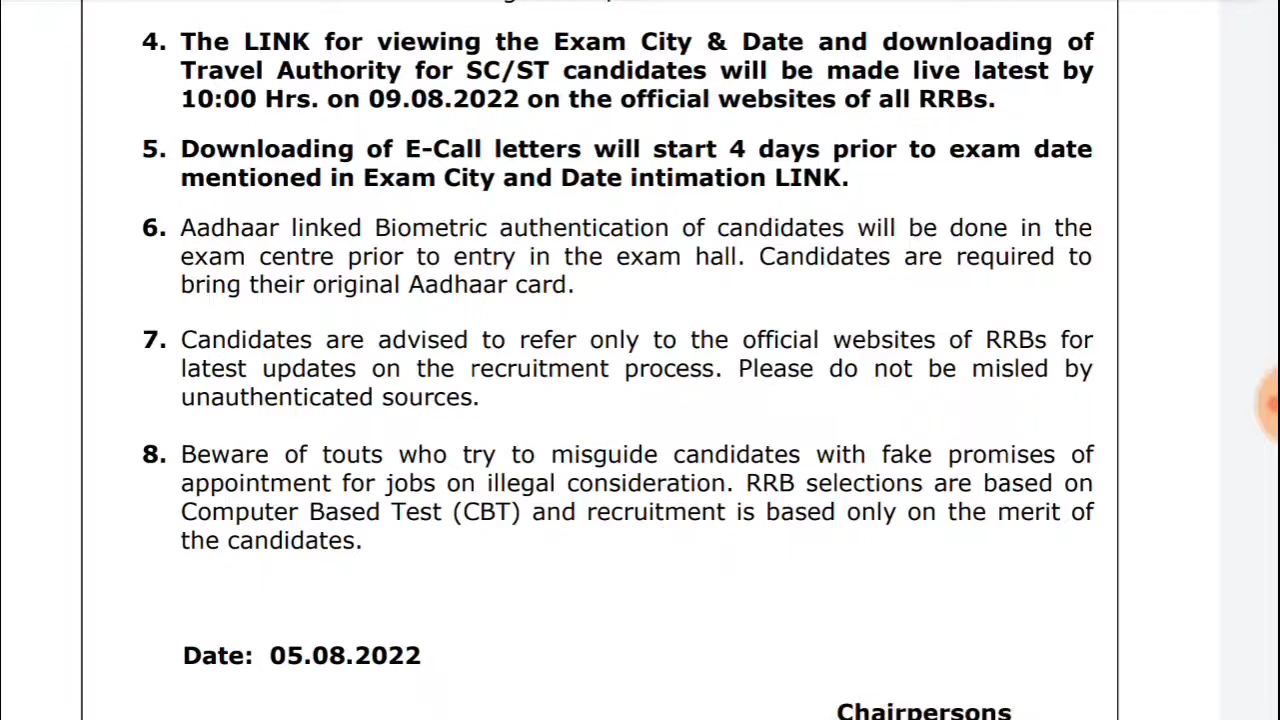 4. The LINK for viewing the Exam City & Date and downloading of
Travel Authority for SC/ST candidates will be made live latest by
10:00 Hrs. on 09.08.2022 on the official websites of all RRBs.
5. Downloading of E-Call letters will start 4 days prior to exam date
mentioned in Exam City and Date intimation LINK.
6. Aadhaar linked Biometric authentication of candidates will be done in the
exam centre prior to entry in the exam hall. Candidates are required to
bring their original Aadhaar card.
7. Candidates are advised to refer only to the official websites of RRBs for
latest updates on the recruitment process. Please do not be misled by
unauthenticated sources.
8. Beware of touts who try to misguide candidates with fake promises of
appointment for jobs on illegal consideration. RRB selections are based on
Computer Based Test (CBT) and recruitment is based only on the merit of
the candidates.
Date: 05.08.2022
Chairpersons